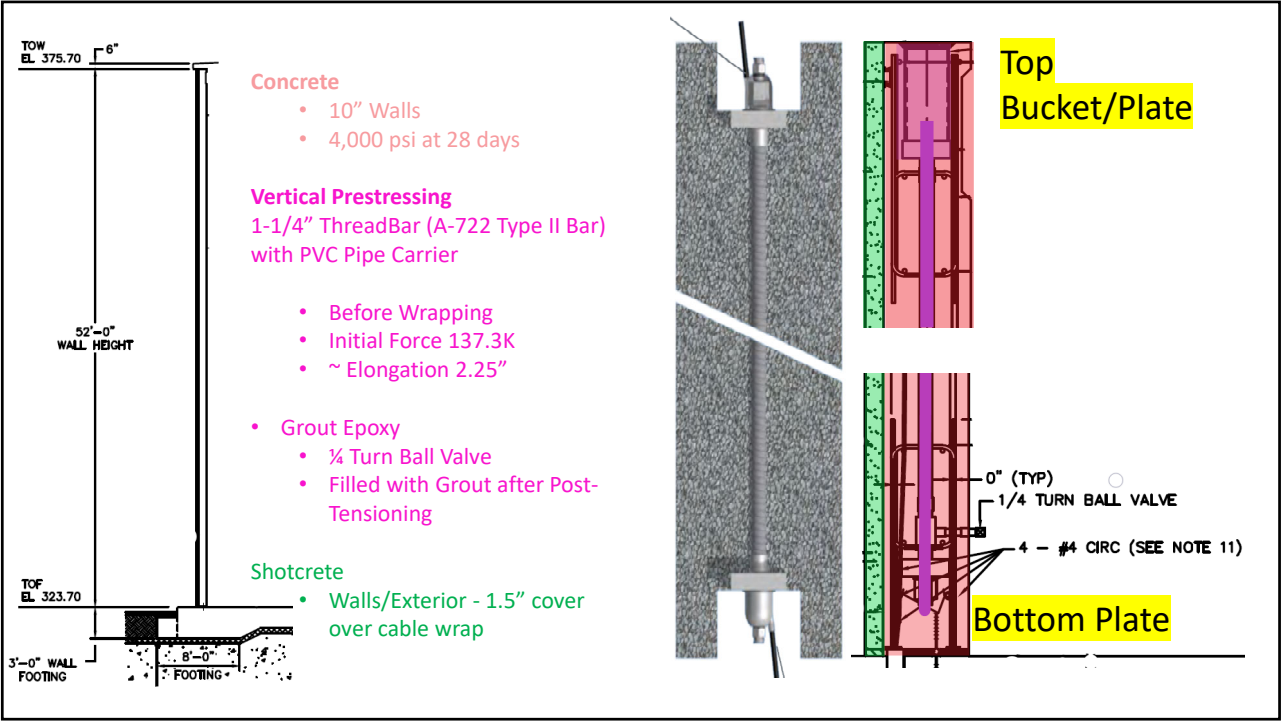 TOW
EL 375.70
6"
52'-0"
WALL HEIGHT
TOF
EL 323.70
3'-0" WALL
FOOTING
8'-0"
FOOTING
Concrete
• 10” Walls
• 4,000 psi at 28 days
Vertical Prestressing
1-1/4” ThreadBar (A-722 Type II Bar)
with PVC Pipe Carrier
• Before Wrapping
• Initial Force 137.3K
• ~ Elongation 2.25”
• Grout Epoxy
• ¼ Turn Ball Valve
• Filled with Grout after Post-
Tensioning
Shotcrete
• Walls/Exterior - 1.5” cover
over cable wrap
Top
Bucket/Plate
0" (TYP)
1/4 TURN BALL VALVE
4 - #4 CIRC (SEE NOTE 11)
Bottom Plate